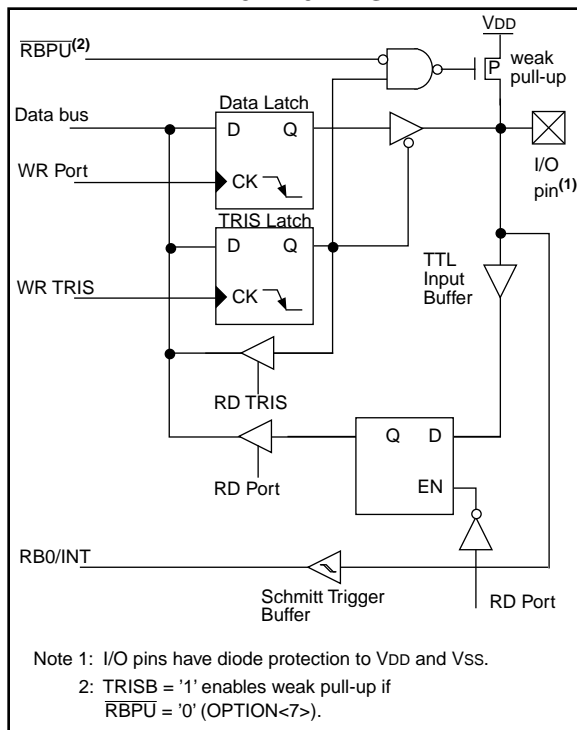 VDD
RBPU(2)
P
weak
pull-up
Data Latch
Data bus
D
Q
I/O
pin(1)
WR Port
CK
TRIS Latch
D
Q
TTL
Input
Buffer
WR TRIS
CK
RD TRIS
Q
D
RD Port
EN
RB0/INT
Schmitt Trigger
Buffer
RD Port
Note 1: I/O pins have diode protection to VDD and VSS.
2: TRISB = '1' enables weak pull-up if
RBPU = '0' (OPTION<7>).